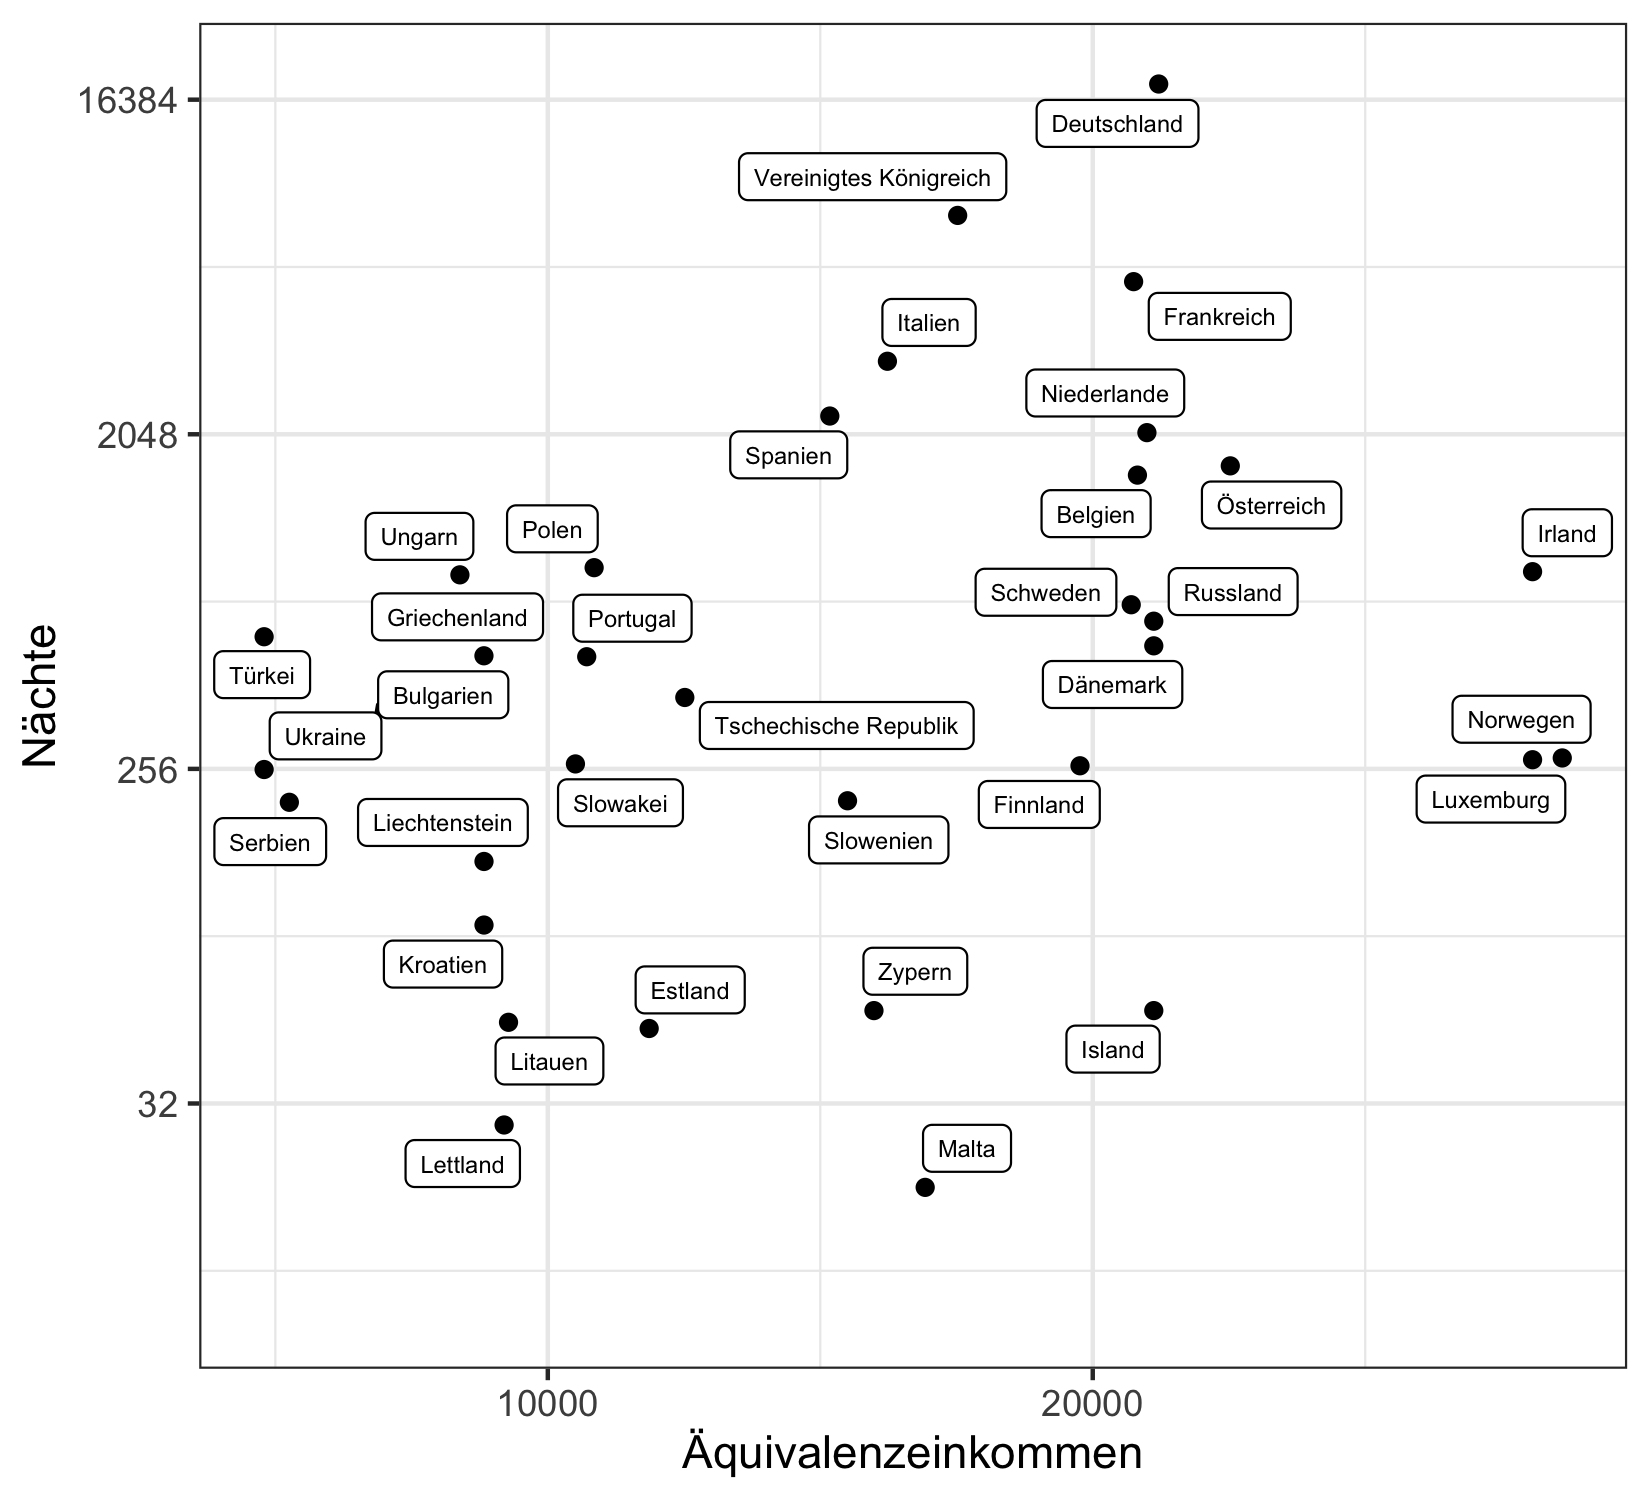 16384
Deutschland
Vereinigtes Königreich
Italien
Frankreich
Niederlande
2048
Spanien
Österreich
Belgien
Ungarn
Polen
Irland
Schweden
Russland
Griechenland
Portugal
Türkei
Dänemark
Bulgarien
Norwegen
Ukraine
Tschechische Republik
256
Slowakei
Finnland
Luxemburg
Liechtenstein
Serbien
Slowenien
Kroatien
Zypern
Estland
Litauen
Island
32
Lettland
Malta
Nächte
10000
20000
Äquivalenzeinkommen